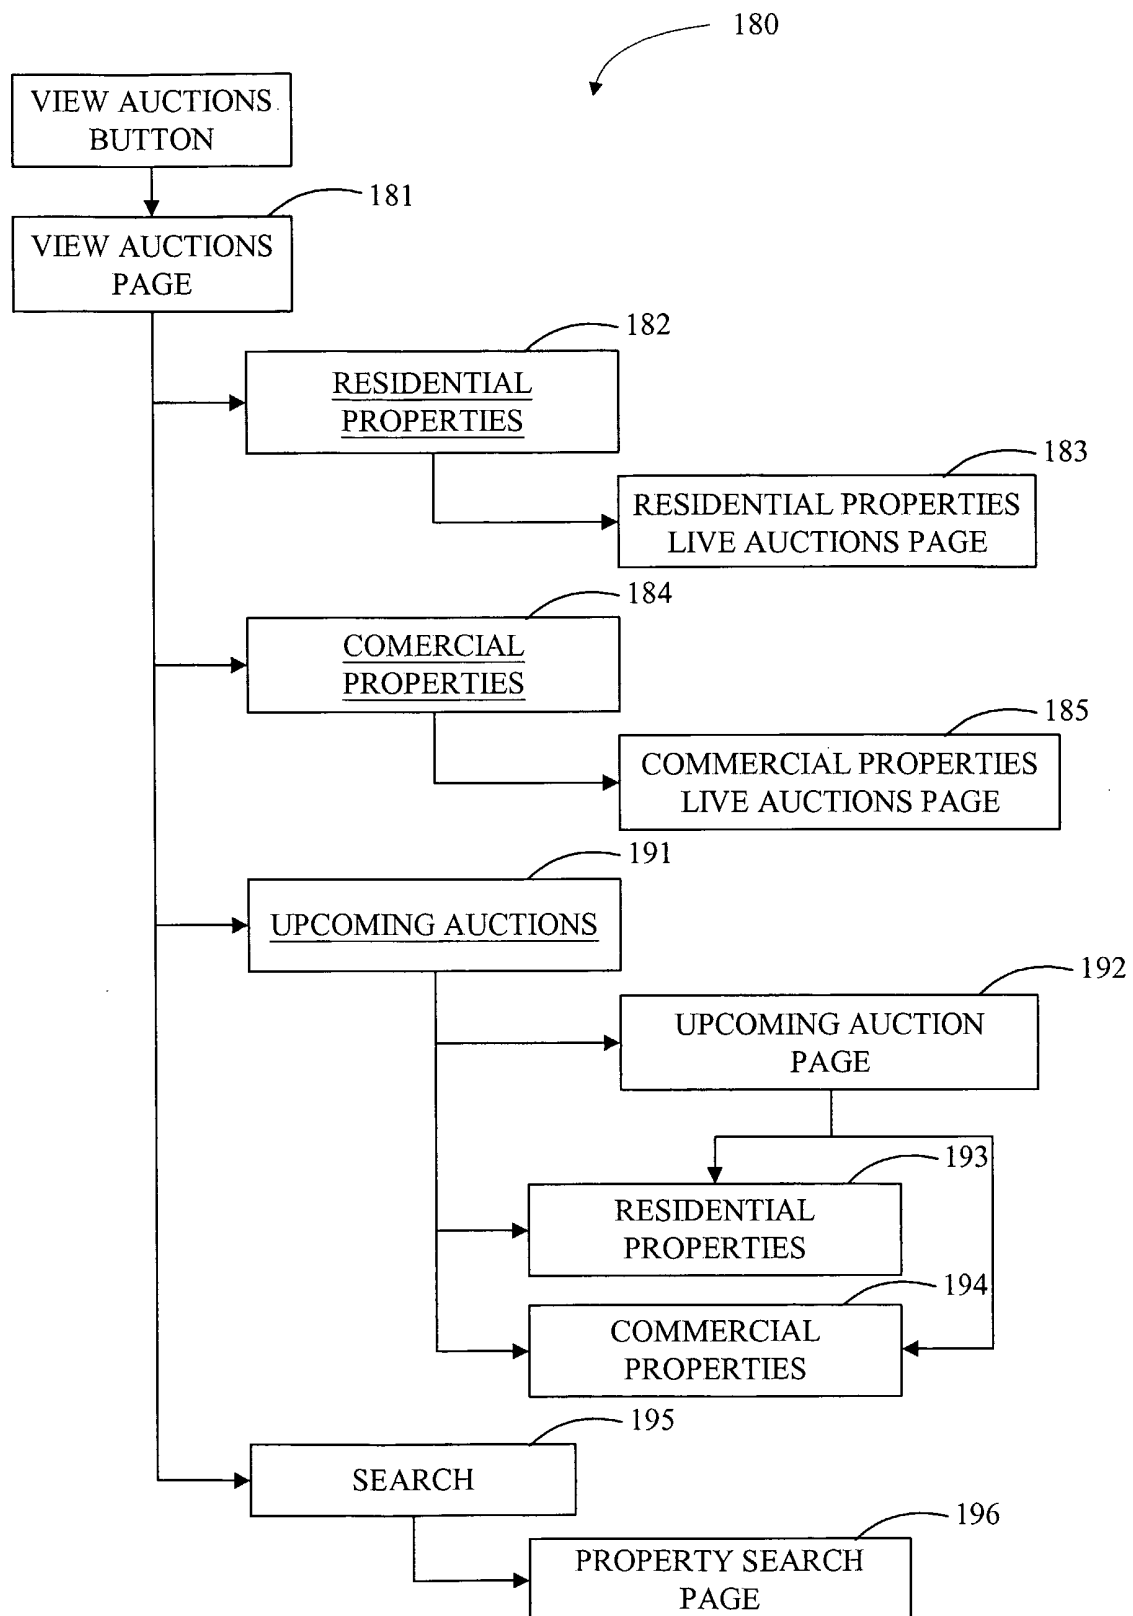 180
VIEW AUCTIONS
BUTTON
181
VIEW AUCTIONS
PAGE
182
RESIDENTIAL
PROPERTIES
183
RESIDENTIAL PROPERTIES
LIVE AUCTIONS PAGE
184
COMERCIAL
PROPERTIES
185
COMMERCIAL PROPERTIES
LIVE AUCTIONS PAGE
191
UPCOMING AUCTIONS
192
UPCOMING AUCTION
PAGE
193
RESIDENTIAL
PROPERTIES
194
COMMERCIAL
PROPERTIES
195
SEARCH
196
PROPERTY SEARCH
PAGE